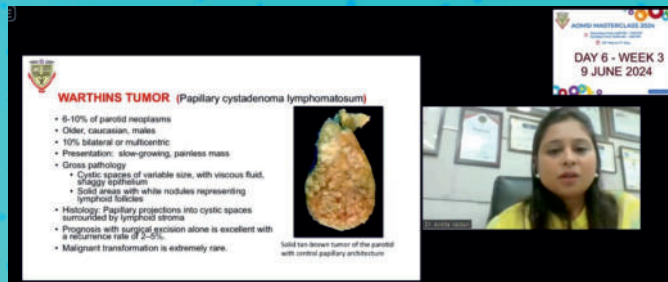 AOMSI MASTERCLASS 2024
DAY 6 - WEEK 3
9 JUNE 2024
WARTHINS TUMOR (Papillary cystadenoma lymphomatosum)
• 6-10% of parotid neoplasms
• Older, caucasian, males
• 10% bilateral or multicentric
• Presentation: slow-growing, painless mass
• Gross pathology
• Cystic spaces of variable size, with viscous fluid,
shaggy epithelium
• Solid areas with white nodules representing
lymphoid follicles
• Histology: Papillary projections into cystic spaces
surrounded by lymphoid stroma
• Prognosis with surgical excision alone is excellent with
a recurrence rate of 2–5%.
• Malignant transformation is extremely rare.
Solid tan-brown tumor of the parotid
with central papillary architecture